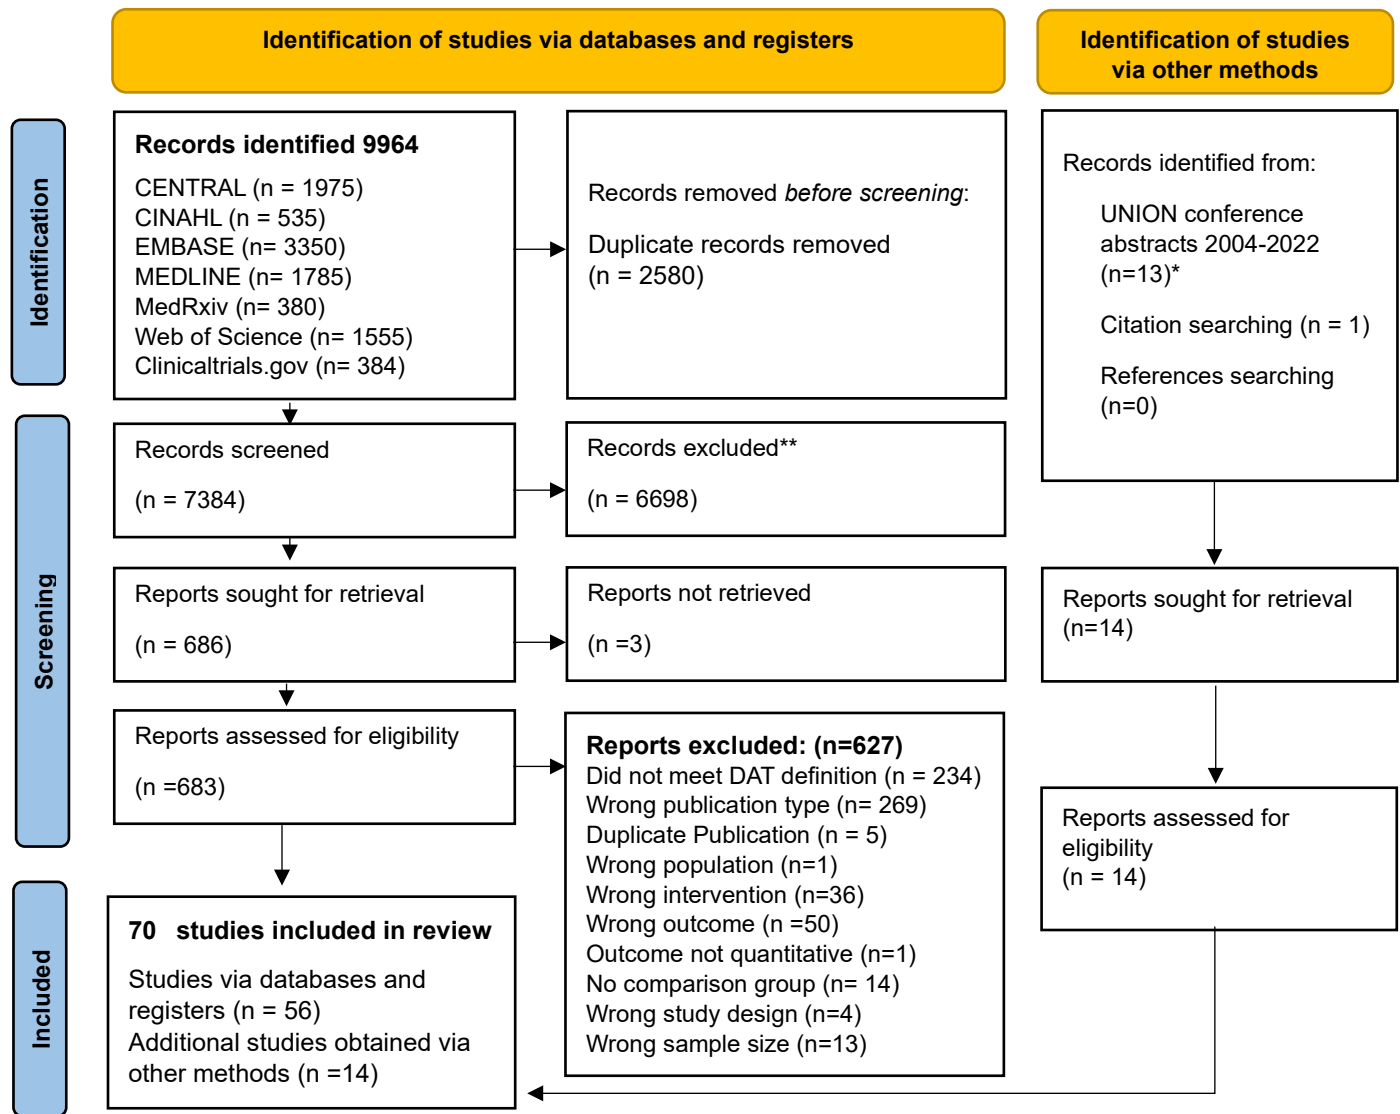 Identification of studies via databases and registers
Identification of studies
via other methods
Identification
Records identified 9964
CENTRAL (n = 1975)
CINAHL (n = 535)
EMBASE (n= 3350)
MEDLINE (n = 1785)
MedRxiv (n= 380)
Web of Science (n = 1555)
Clinicaltrials.gov (n= 384)
Records removed before screening:
Duplicate records removed
(n = 2580)
Records identified from:
UNION conference
abstracts 2004-2022
(n=13)*
Citation searching (n = 1)
References searching
(n=0)
Screening
Records screened
(n = 7384)
Records excluded**
(n = 6698)
Reports sought for retrieval
(n = 686)
Reports not retrieved
(n =3)
Reports sought for retrieval
(n=14)
Reports assessed for eligibility
(n =683)
Reports excluded: (n=627)
Did not meet DAT definition (n = 234)
Wrong publication type (n= 269)
Duplicate Publication (n = 5)
Wrong population (n=1)
Wrong intervention (n=36)
Wrong outcome (n =50)
Outcome not quantitative (n=1)
No comparison group (n= 14)
Wrong study design (n=4)
Wrong sample size (n=13)
Reports assessed for
eligibility
(n = 14)
Included
70 studies included in review
Studies via databases and
registers (n = 56)
Additional studies obtained via
other methods (n =14)